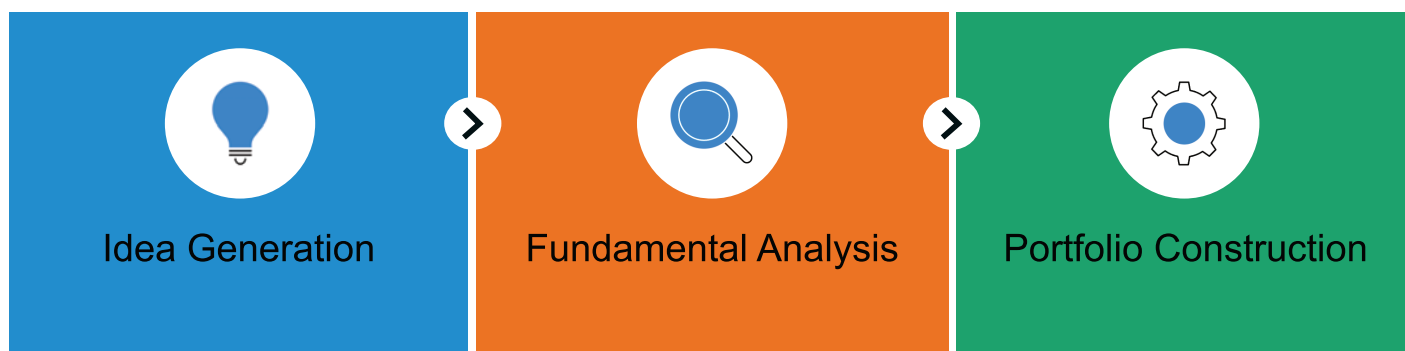 Idea Generation
Fundamental Analysis
Portfolio Construction